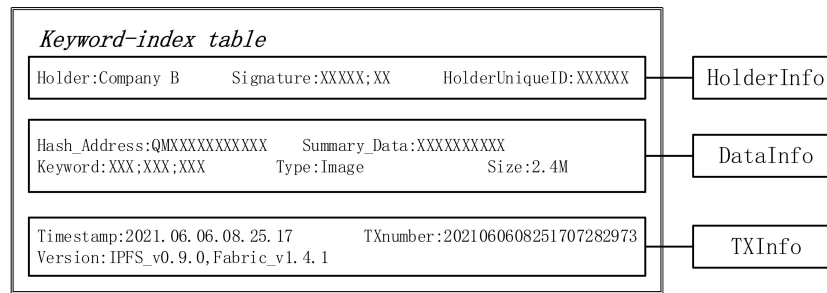 Keyword-index table
Holder:Company B Signature:XXXXX;XX HolderUniqueID:XXXXXX
HolderInfo
Hash_Address:QMXXXXXXXXXXX Summary_Data:XXXXXXXXXX
Keyword:XXX;XXX;XXX Type:Image Size:2.4M
DataInfo
Timestamp:2021.06.06.08.25.17 TXnumber:2021060608251707282973
Version:IPFS_v0.9.0,Fabric_v1.4.1
TXInfo